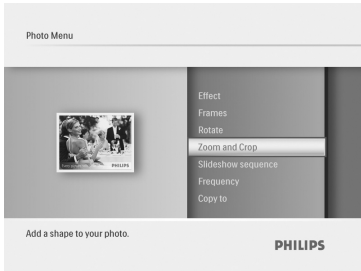 Photo Menu
Effect
Frames
Rotate
Zoom and Crop
Slideshow sequence
Frequency
Copy to
PHILIPS
Add a shape to your photo.
PHILIPS